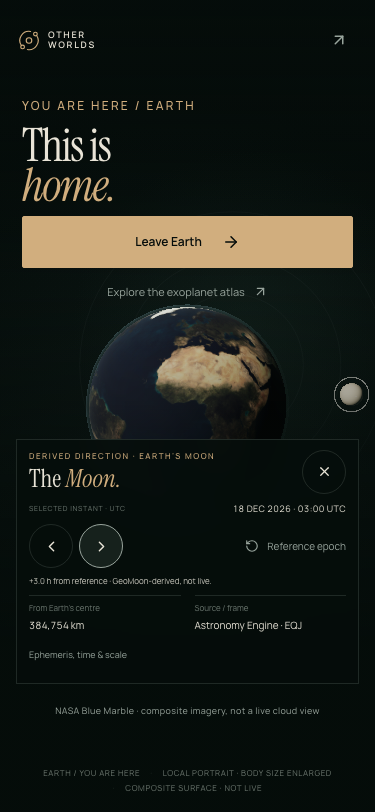 OTHER
WORLDS
YOU ARE HERE / EARTH
This is
home.
Leave Earth
Explore the exoplanet atlas
DERIVED DIRECTION · EARTH'S MOON
The Moon.
SELECTED INSTANT · UTC
18 DEC 2026 · 03:00 UTC
Reference epoch
+3.0 h from reference · GeoMoon-derived, not live.
From Earth's centre
384,754 km
Source / frame
Astronomy Engine · EQJ
Ephemeris, time & scale
NASA Blue Marble · composite imagery, not a live cloud view
EARTH / YOU ARE HERE
LOCAL PORTRAIT · BODY SIZE ENLARGED
COMPOSITE SURFACE · NOT LIVE